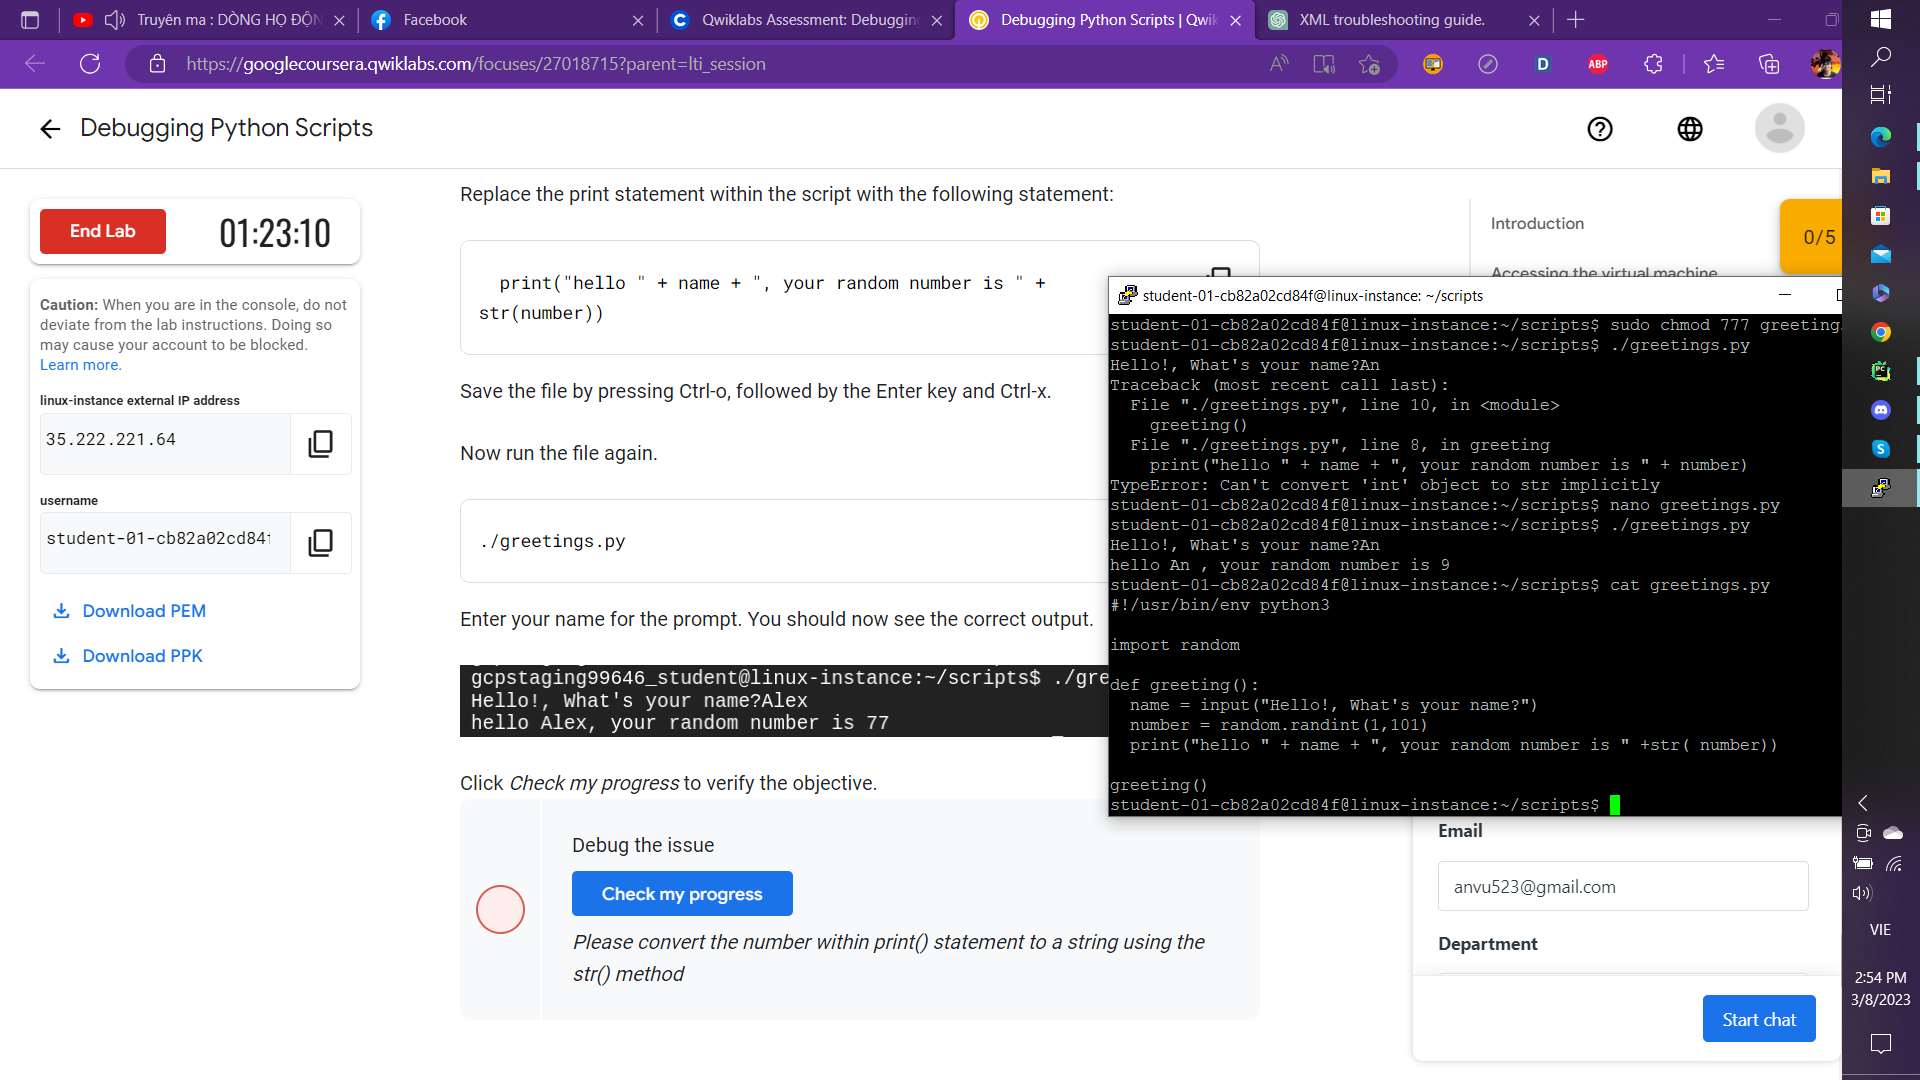 Truyên ma : DÒNG HỌ ĐỘN
Facebook
Qwiklabs Assessment: Debuggin
Debugging Python Scripts | Qwik
XML troubleshooting guide.
https://googlecoursera.qwiklabs.com/focuses/27018715?parent=lti_session
A
D
ABP
Debugging Python Scripts
End Lab
01:23:10
Caution: When you are in the console, do not
deviate from the lab instructions. Doing so
may cause your account to be blocked.
Learn more.
linux-instance external IP address
35.222.221.64
username
student-01-cb82a02cd84f
Download PEM
Download PPK
Replace the print statement within the script with the following statement:
print("hello " + name + ", your random number is " +
str(number))
Save the file by pressing Ctrl-o, followed by the Enter key and Ctrl-x.
Now run the file again.
./greetings.py
Enter your name for the prompt. You should now see the correct output.
gcpstaging99646_student@linux-instance:~/scripts$ ./gre
Hello!, What's your name?Alex
hello Alex, your random number is 77
Click Check my progress to verify the objective.
Debug the issue
Check my progress
Please convert the number within print() statement to a string using the
str() method
Introduction
Accessing the virtual machine
0/5
student-01-cb82a02cd84f@linux-instance: ~/scripts
student-01-cb82a02cd84f@linux-instance:~/scripts$ sudo chmod 777 greeting
student-01-cb82a02cd84f@linux-instance:~/scripts$ ./greetings.py
Hello!, What's your name?An
Traceback (most recent call last):
File "./greetings.py", line 10, in <module>
greeting()
File "./greetings.py", line 8, in greeting
print("hello " + name + ", your random number is " + number)
TypeError: Can't convert 'int' object to str implicitly
student-01-cb82a02cd84f@linux-instance:~/scripts$ nano greetings.py
student-01-cb82a02cd84f@linux-instance:~/scripts$ ./greetings.py
Hello!, What's your name?An
hello An , your random number is 9
student-01-cb82a02cd84f@linux-instance:~/scripts$ cat greetings.py
#!/usr/bin/env python3
import random
def greeting():
name = input("Hello!, What's your name?")
number = random.randint(1,101)
print("hello " + name + ", your random number is " +str( number))
greeting()
student-01-cb82a02cd84f@linux-instance:~/scripts$
Email
anvu523@gmail.com
Department
Start chat
VIE
2:54 PM
3/8/2023